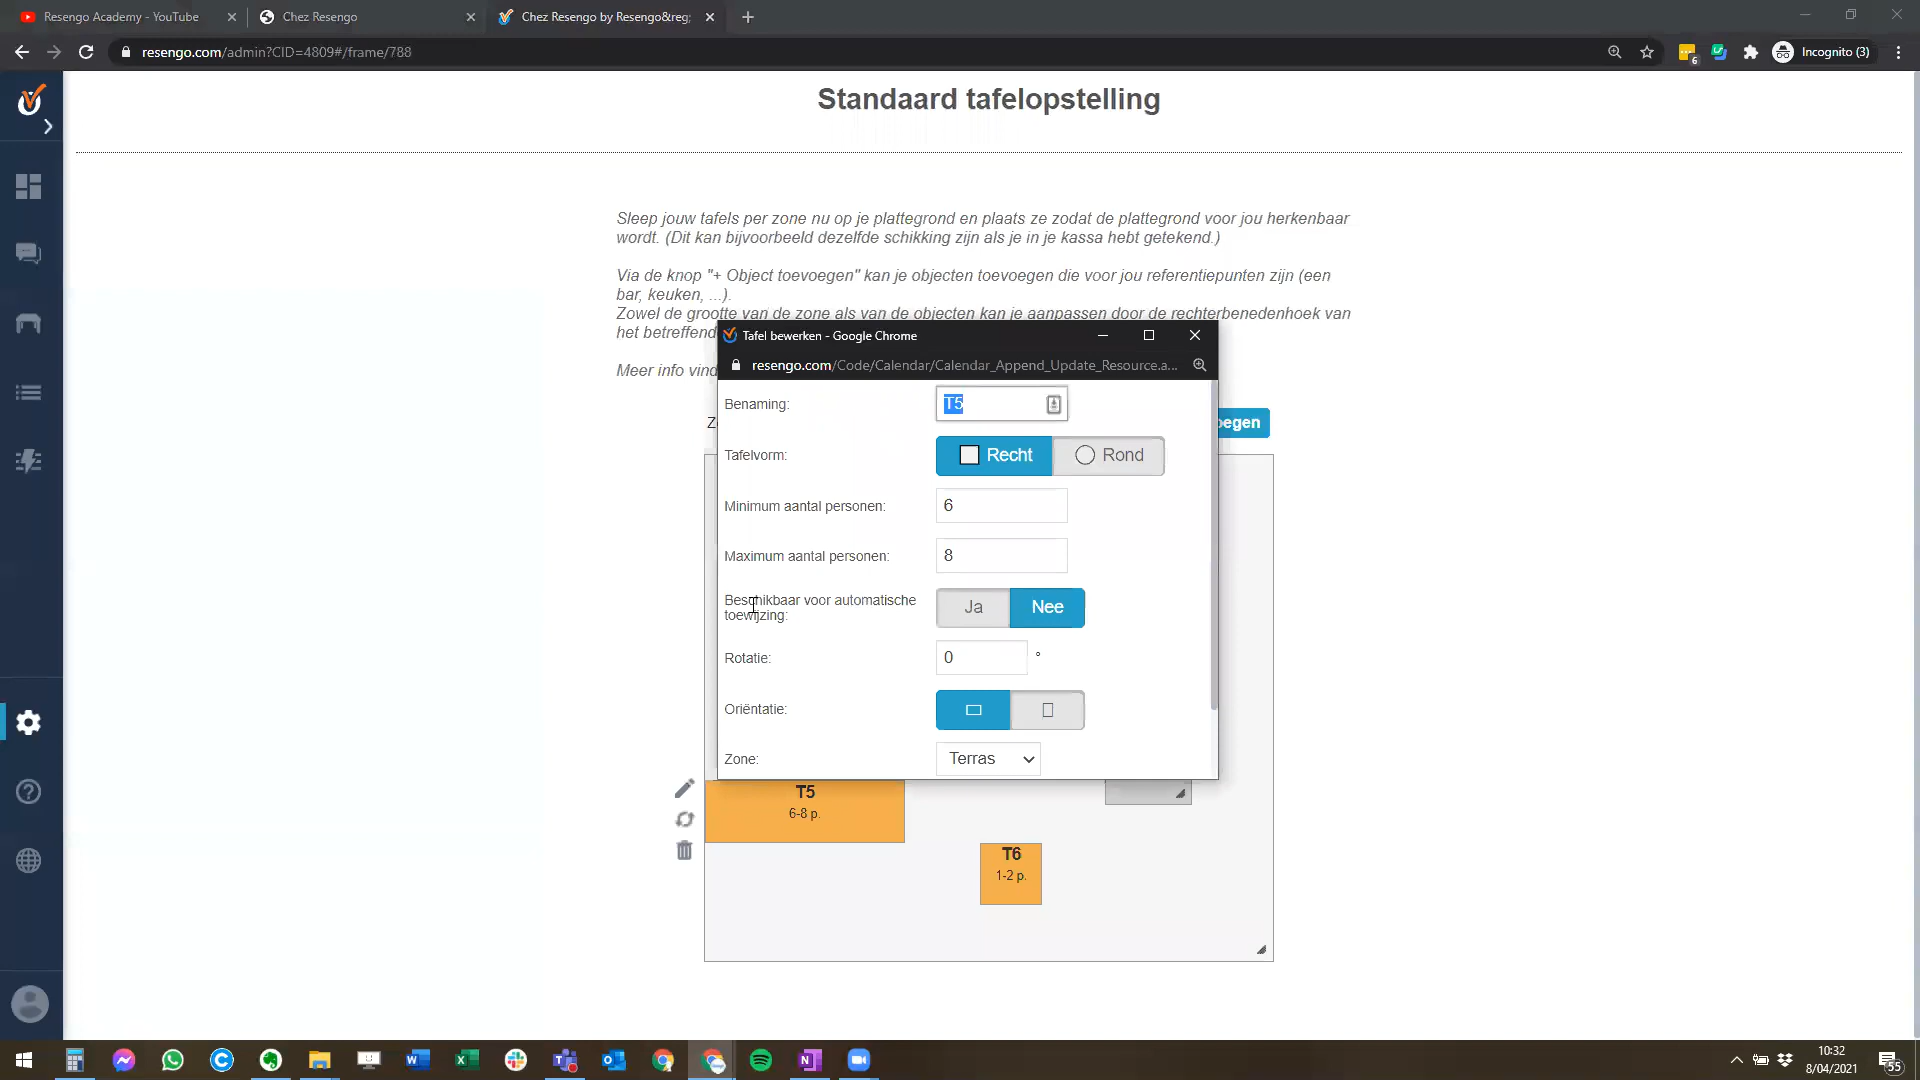 Resengo Academy - YouTube
Chez Resengo
Chez Resengo by Resengo&reg;
resengo.com/admin?CID=4809#/frame/788
6
Incognito (3)
Standaard tafelopstelling
Sleep jouw tafels per zone nu op je plattegrond en plaats ze zodat de plattegrond voor jou herkenbaar
wordt. (Dit kan bijvoorbeeld dezelfde schikking zijn als je in je kassa hebt getekend.)
Via de knop "+ Object toevoegen" kan je objecten toevoegen die voor jou referentiepunten zijn (een
bar, keuken, ...).
Zowel de grootte van de zone als van de objecten kan je aanpassen door de rechterbenedenhoek van
het betreffend
Meer info vind
Z
oegen
Tafel bewerken - Google Chrome
resengo.com/Code/Calendar/Calendar_Append_Update_Resource.a...
Benaming: T5
Tafelvorm: Recht Rond
Minimum aantal personen: 6
Maximum aantal personen: 8
Beschikbaar voor automatische
toewijzing: Ja Nee
Rotatie: 0 °
Oriëntatie:
Zone: Terras
T5
6-8 p.
T6
1-2 p.
10:32
8/04/2021
55